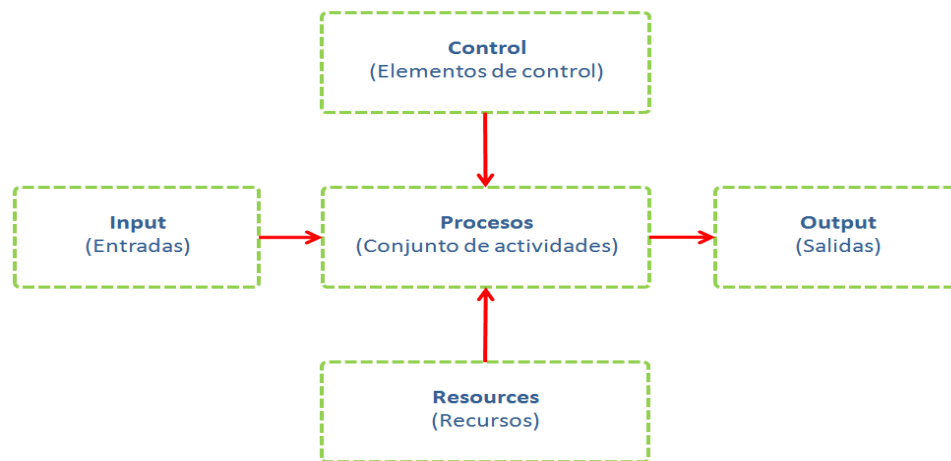 Control
(Elementos de control)
Input
(Entradas)
Procesos
(Conjunto de actividades)
Output
(Salidas)
Resources
(Recursos)